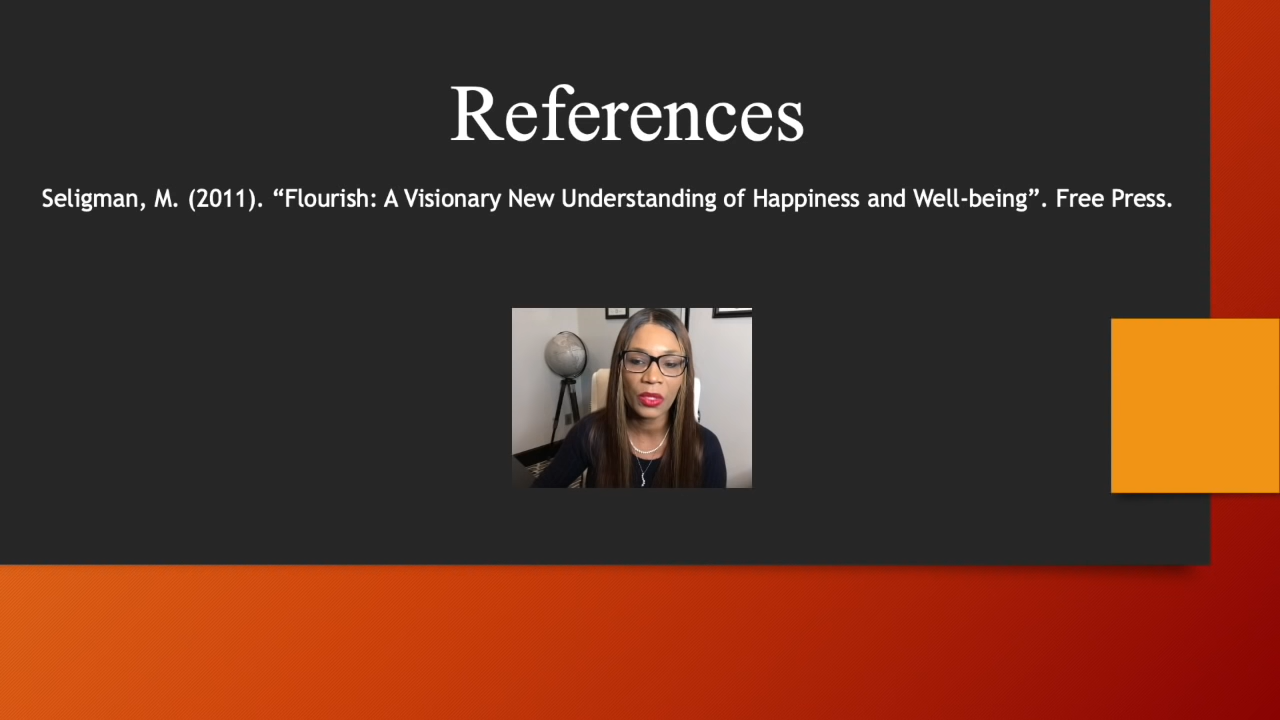 References
Seligman, M. (2011). “Flourish: A Visionary New Understanding of Happiness and Well-being”. Free Press.